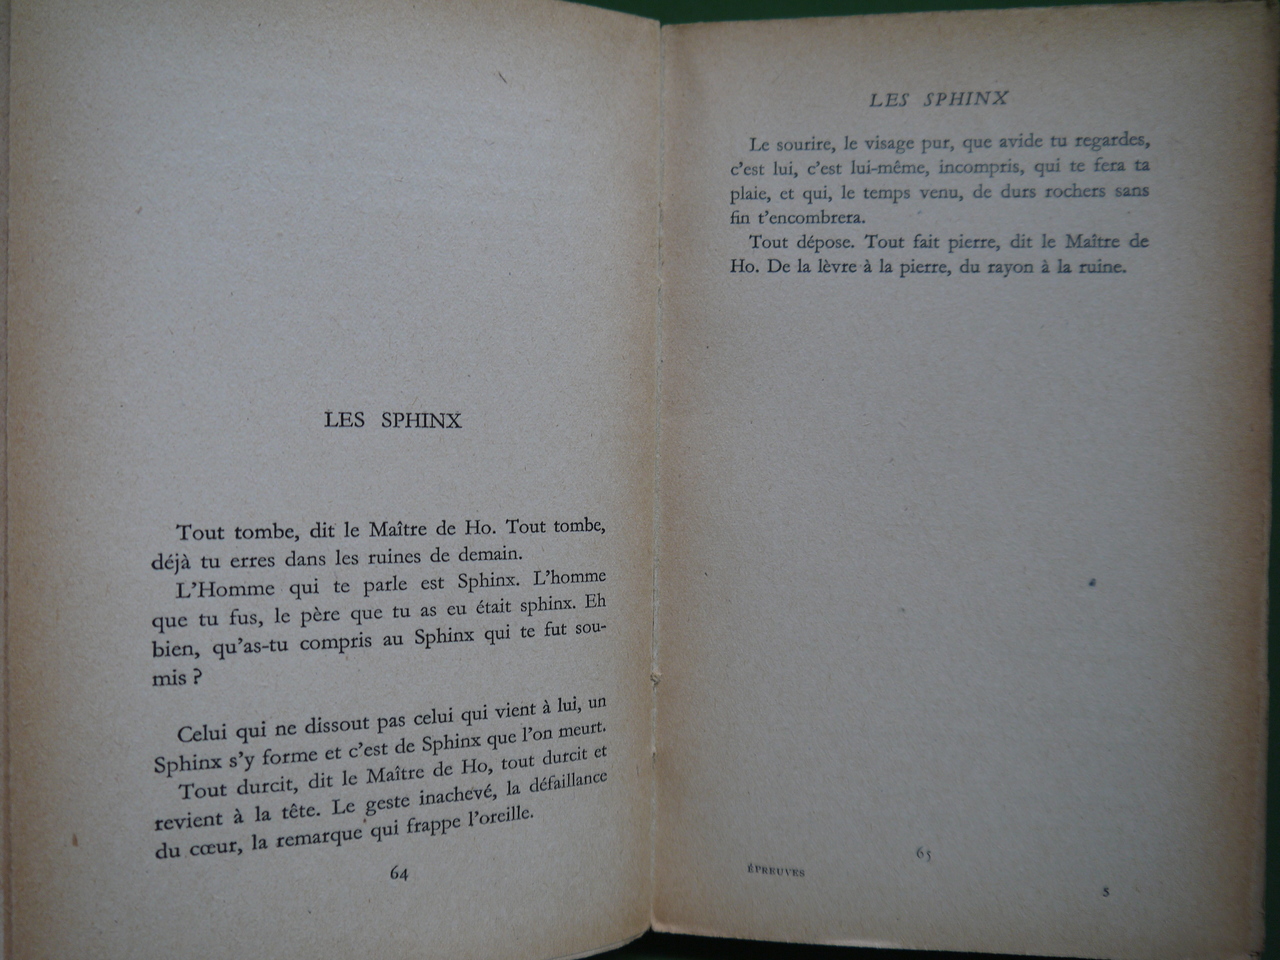 LES SPHINX
Tout tombe, dit le Maître de Ho. Tout tombe,
déjà tu erres dans les ruines de demain.
L'Homme qui te parle est Sphinx. L'homme
que tu fus, le père que tu as eu était sphinx. Eh
bien, qu'as-tu compris au Sphinx qui te fut sou-
mis ?
Celui qui ne dissout pas celui qui vient à lui, un
Sphinx s'y forme et c'est de Sphinx que l'on meurt.
Tout durcit, dit le Maître de Ho, tout durcit et
revient à la tête. Le geste inachevé, la défaillance
du cœur, la remarque qui frappe l'oreille.
64
LES SPHINX
Le sourire, le visage pur, que avide tu regardes,
c'est lui, c'est lui-même, incompris, qui te fera ta
plaie, et qui, le temps venu, de durs rochers sans
fin t'encombrera.
Tout dépose. Tout fait pierre, dit le Maître de
Ho. De la lèvre à la pierre, du rayon à la ruine.
65
ÉPREUVES
5